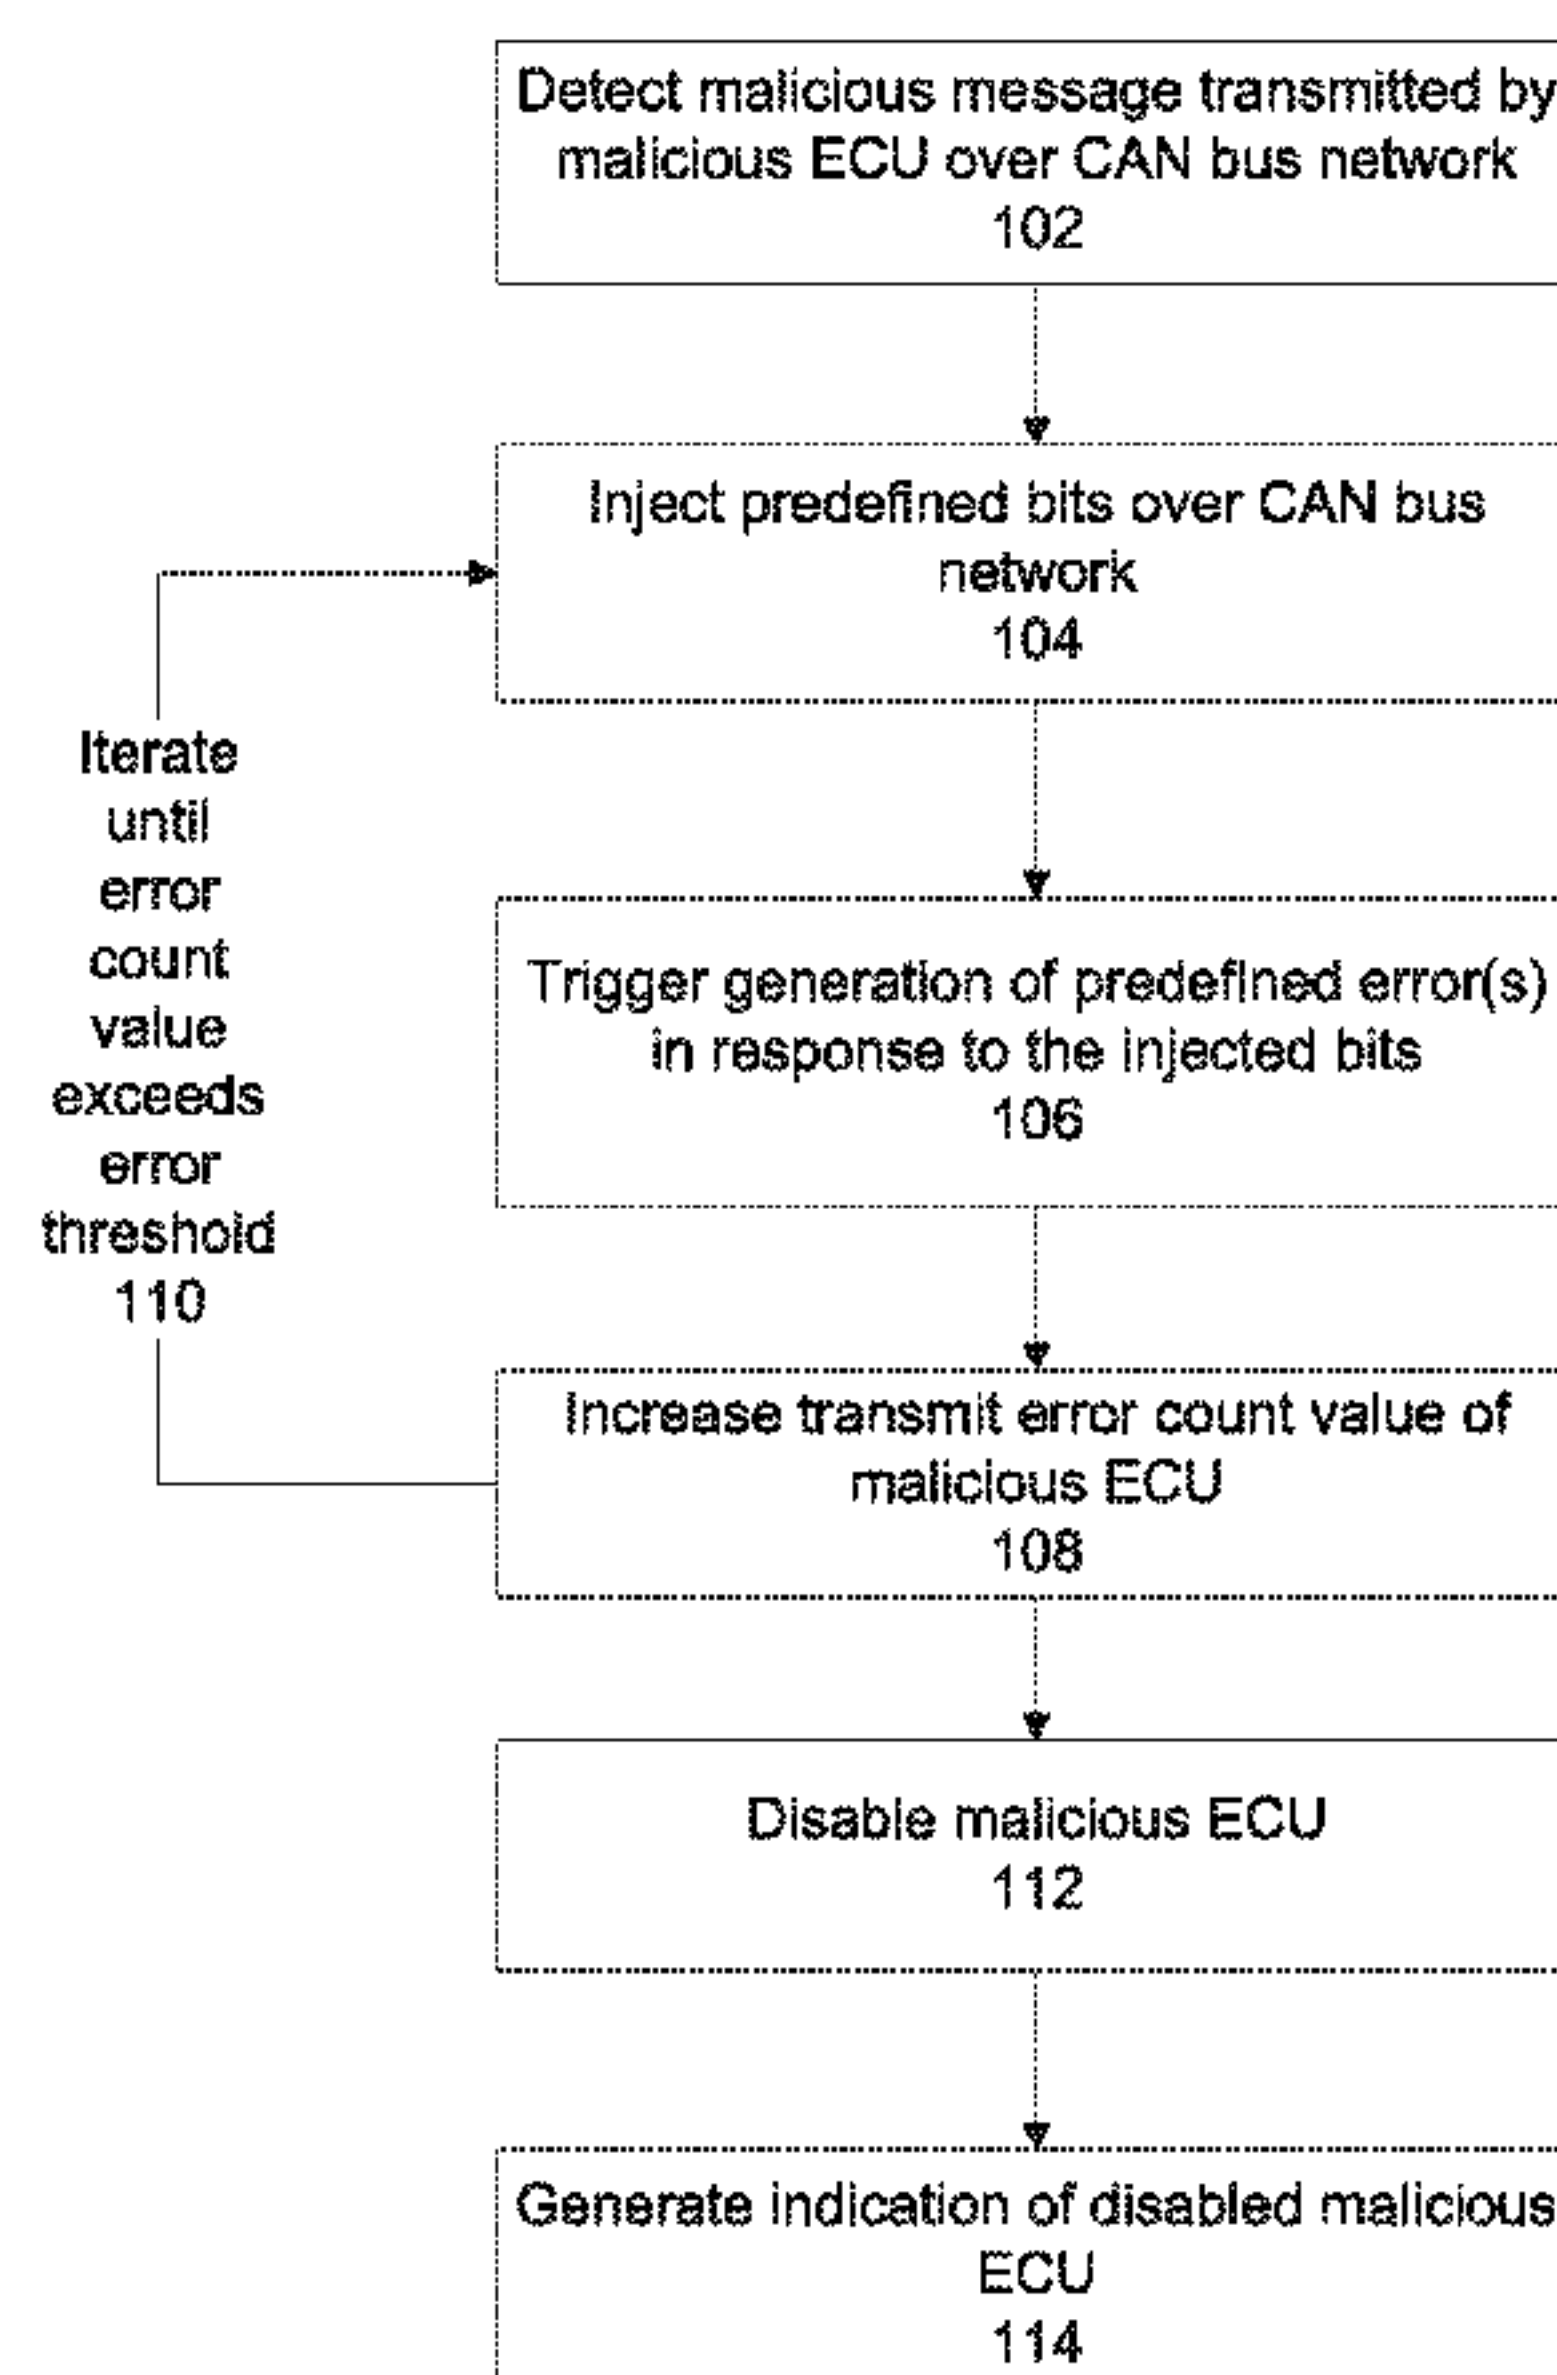 Detect malicious message transmitted by
malicious ECU over CAN bus network
102
Inject predefined bits over CAN bus
network
104
Iterate
until
error
count
value
exceeds
error
threshold
110
Trigger generation of predefined error(s)
in response to the injected bits
106
Increase transmit error count value of
malicious ECU
108
Disable malicious ECU
112
Generate indication of disabled malicious
ECU
114